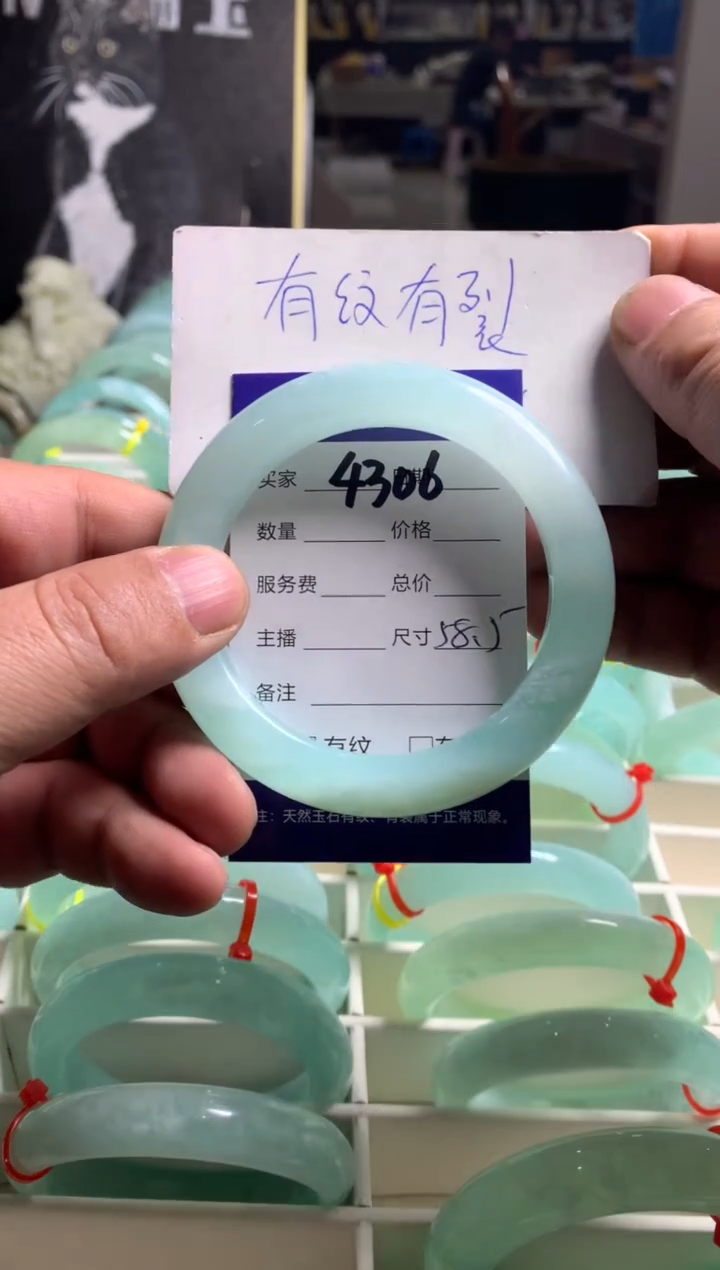 有纹有裂
买家 4306
数量 价格
服务费 总价
主播 尺寸58.5
备注
有纹
注：天然玉石有纹、有裂属于正常现象。